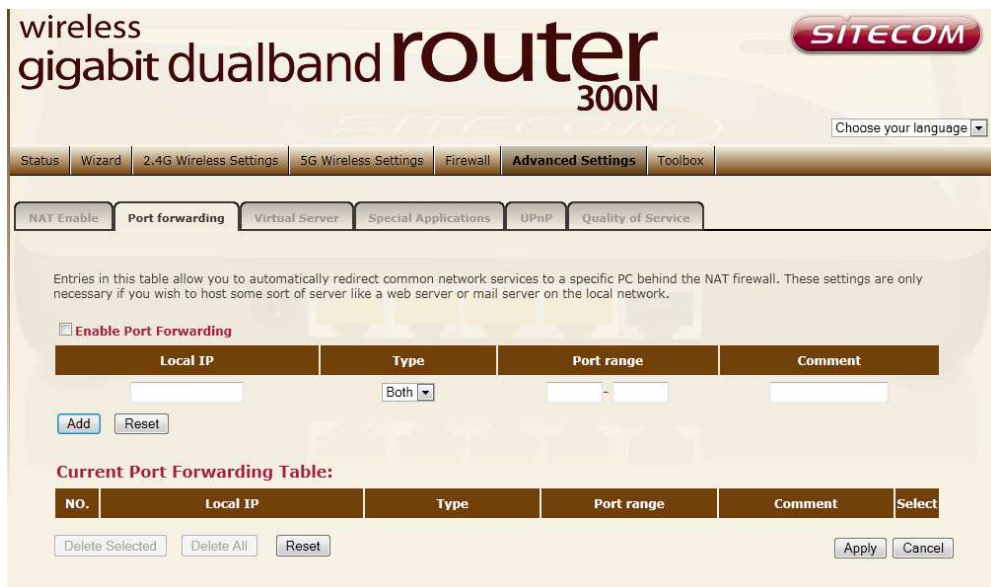 wireless
gigabit dualband router
300N
SITECOM
Choose your language
Status Wizard 2.4G Wireless Settings 5G Wireless Settings Firewall Advanced Settings Toolbox
NAT Enable Port forwarding Virtual Server Special Applications UPnP Quality of Service
Entries in this table allow you to automatically redirect common network services to a specific PC behind the NAT firewall. These settings are only
necessary if you wish to host some sort of server like a web server or mail server on the local network.
Enable Port Forwarding
Local IP Type Port range Comment
Both -
Add Reset
Current Port Forwarding Table:
NO. Local IP Type Port range Comment Select
Delete Selected Delete All Reset Apply Cancel